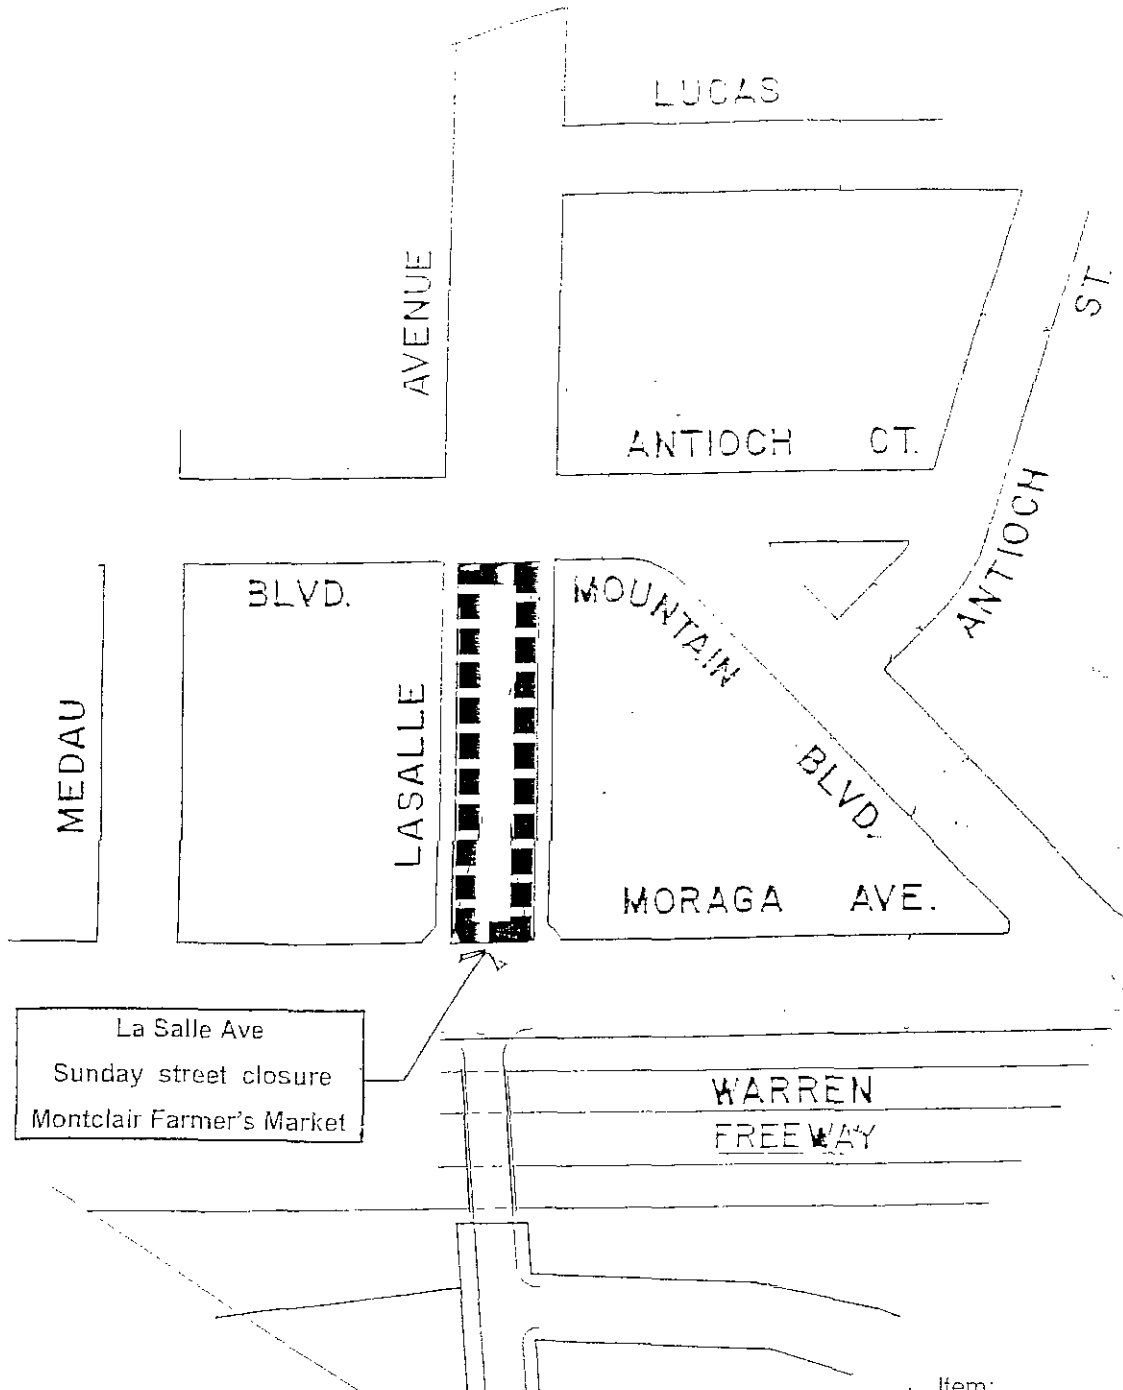 LUCAS
AVENUE
ST.
ANTIOCH CT.
ANTIOCH
BLVD.
MOUNTAIN
BLVD.
MEDAU
LASALLE
MORAGA AVE.
La Salle Ave
Sunday street closure
Montclair Farmer's Market
WARREN
FREEWAY
Item: